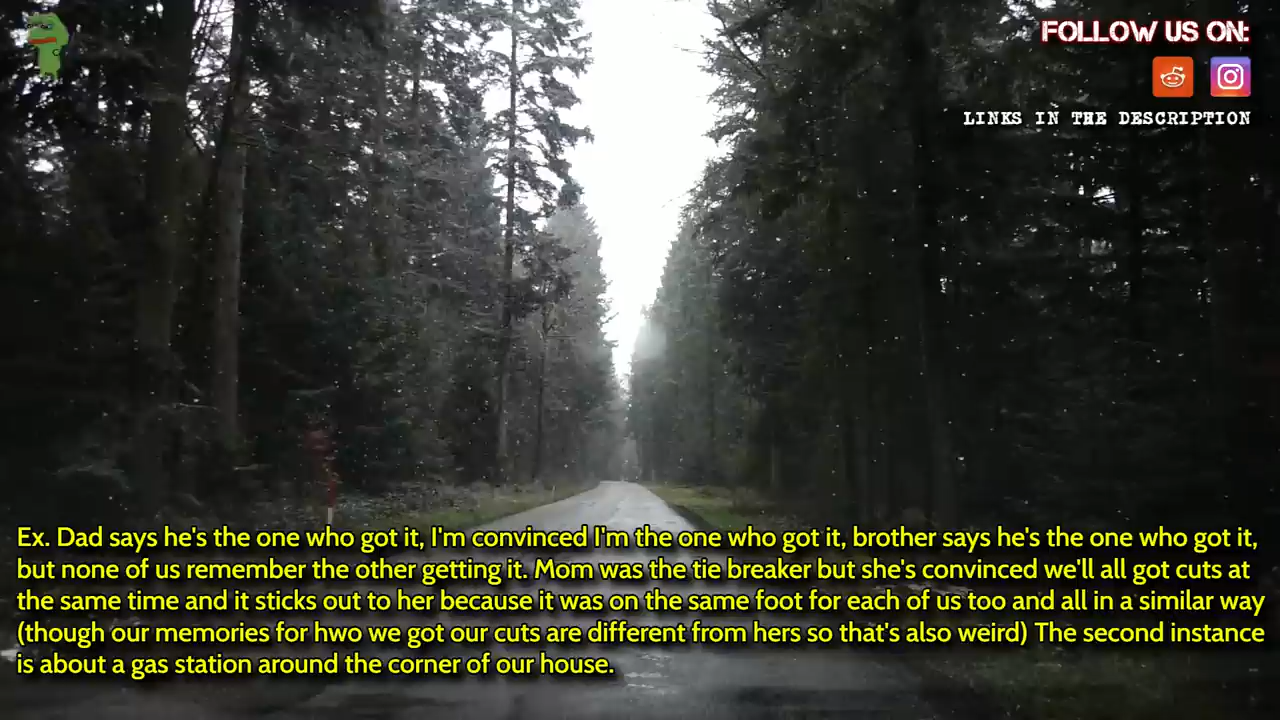 FOLLOW US ON:
LINKS IN THE DESCRIPTION
Ex. Dad says he's the one who got it, I'm convinced I'm the one who got it, brother says he's the one who got it,
but none of us remember the other getting it. Mom was the tie breaker but she's convinced we'll all got cuts at
the same time and it sticks out to her because it was on the same foot for each of us too and all in a similar way
(though our memories for hwo we got our cuts are different from hers so that's also weird) The second instance
is about a gas station around the corner of our house.